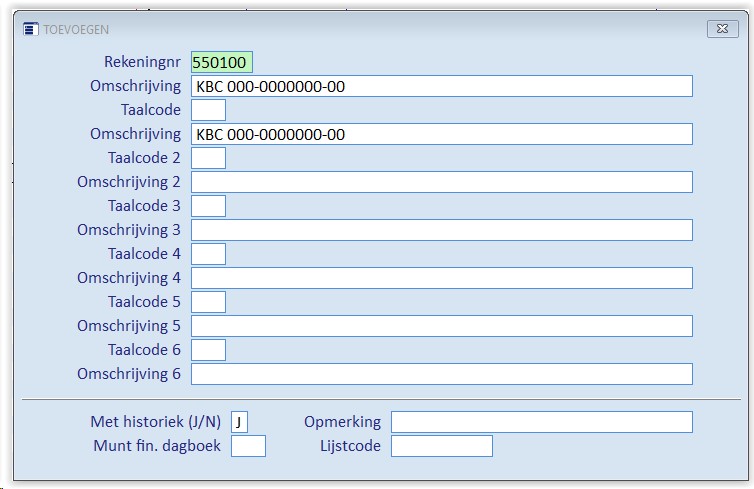 TOEVOEGEN
Rekeningnr 550100
Omschrijving KBC 000-0000000-00
Taalcode
Omschrijving KBC 000-0000000-00
Taalcode 2
Omschrijving 2
Taalcode 3
Omschrijving 3
Taalcode 4
Omschrijving 4
Taalcode 5
Omschrijving 5
Taalcode 6
Omschrijving 6
Met historiek (J/N) J Opmerking
Munt fin. dagboek Lijstcode